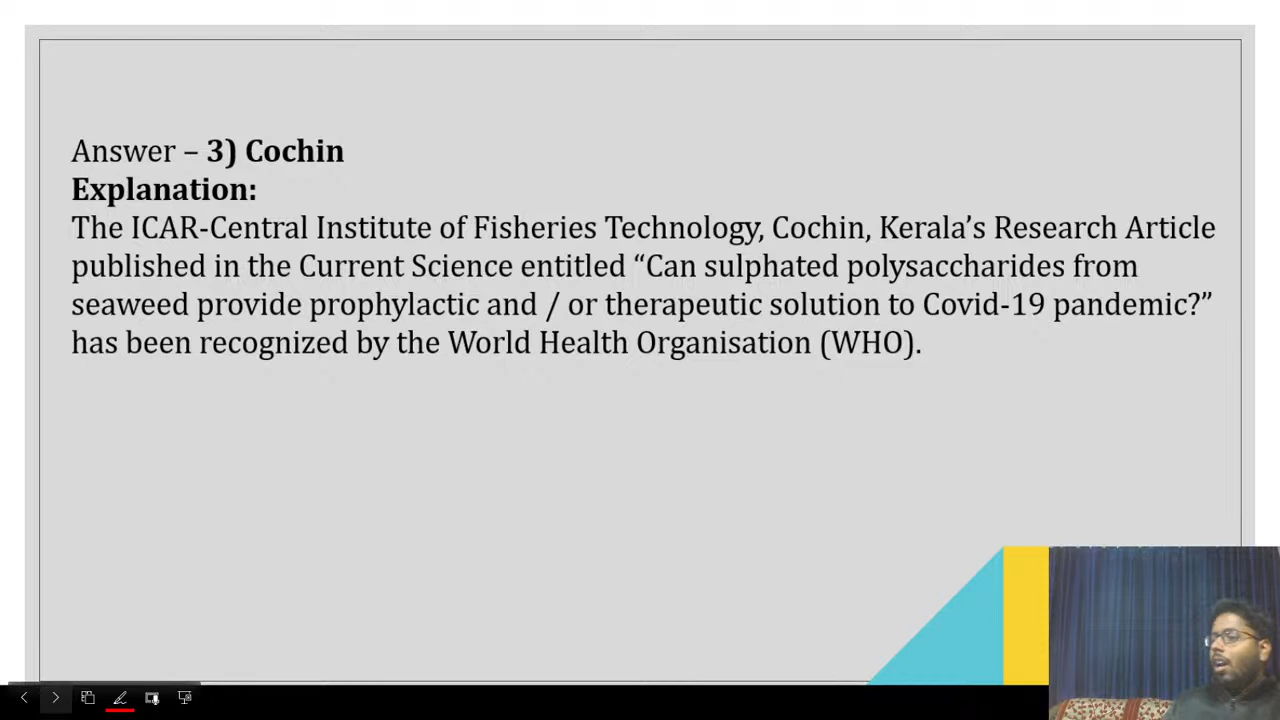 Answer – 3) Cochin
Explanation:
The ICAR-Central Institute of Fisheries Technology, Cochin, Kerala’s Research Article
published in the Current Science entitled “Can sulphated polysaccharides from
seaweed provide prophylactic and / or therapeutic solution to Covid-19 pandemic?”
has been recognized by the World Health Organisation (WHO).